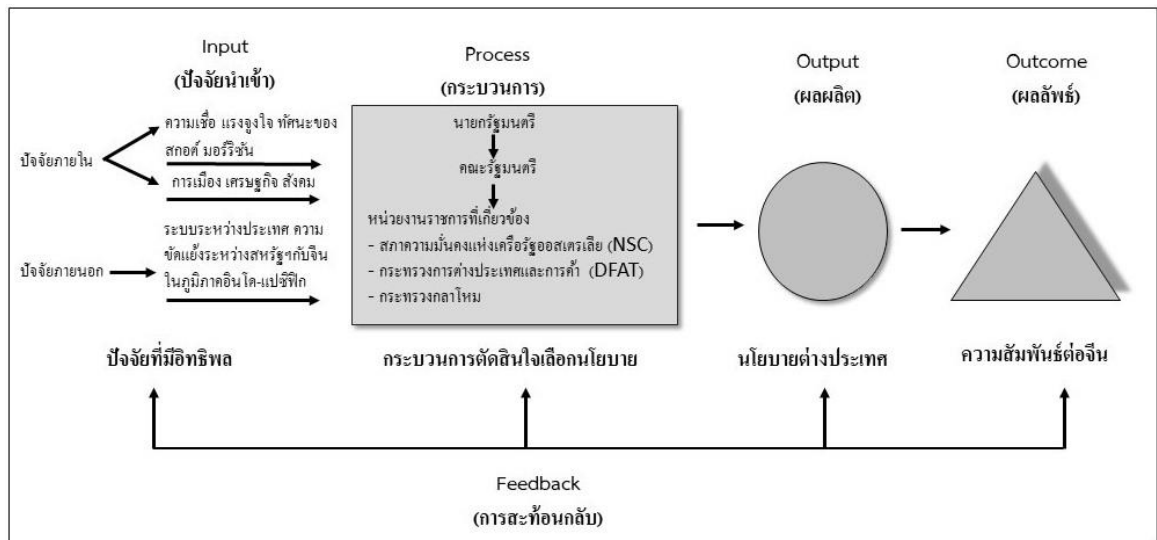 Input
(ปัจจัยนำเข้า)
Process
(กระบวนการ)
Output
(ผลผลิต)
Outcome
(ผลลัพธ์)
ปัจจัยภายใน
ความเชื่อ แรงจูงใจ ทัศนะของ
สกอต์ มอร์ริซัน
การเมือง เศรษฐกิจ สังคม
ปัจจัยภายนอก
ระบบระหว่างประเทศ ความ
ขัดแย้งระหว่างสหรัฐฯกับจีน
ในภูมิภาคอินโด-แปซิฟิก
นายกรัฐมนตรี
คณะรัฐมนตรี
หน่วยงานราชการที่เกี่ยวข้อง
- สภาความมั่นคงแห่งเครือรัฐออสเตรเลีย (NSC)
- กระทรวงการต่างประเทศและการค้า (DFAT)
- กระทรวงกลาโหม
ปัจจัยที่มีอิทธิพล
กระบวนการตัดสินใจเลือกนโยบาย
นโยบายต่างประเทศ
ความสัมพันธ์ต่อจีน
Feedback
(การสะท้อนกลับ)